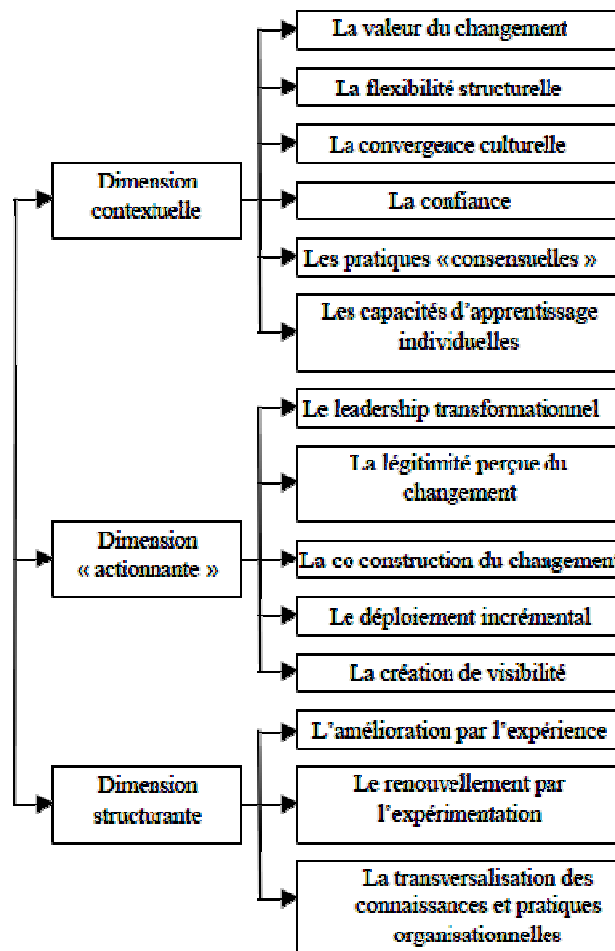 La valeur du changement
La flexibilité structurelle
La convergence culturelle
Dimension
contextuelle
La confiance
Les pratiques « consensuelles »
Les capacités d'apprentissage
individuelles
Le leadership transformationnel
La légitimité perçue du
changement
Dimension
« actionnante »
La co construction du changement
Le déploiement incrémental
La création de visibilité
L'amélioration par l'expérience
Dimension
structurante
Le renouvellement par
l'expérimentation
La transversalisation des
connaissances et pratiques
organisationnelles